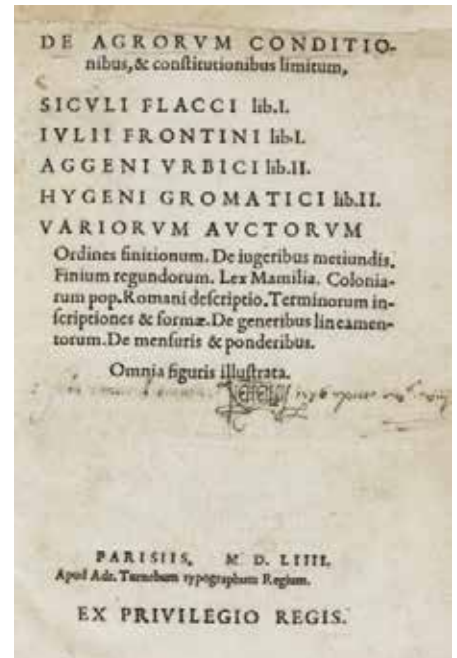 DE AGRORVM CONDITIO-
nibus, & constitutionibus limitum,
SICVLI FLACCI lib.I.
IVLII FRONTINI lib.I.
AGGENI VRBICI lib.II.
HYGENI GROMATICI lib.II.
VARIORVM AVCTORVM
Ordines finitionum. De iugeribus metiundis.
Finium regundorum. Lex Mamilia. Colonia-
rum pop. Romani descriptio. Terminorum in-
scriptiones & formæ. De generibus lineamen-
torum. De mensuris & ponderibus.
Omnia figuris illustrata.
PARISIIS, M D. LIIII.
Apud Adr. Turnebum typographum Regium.
EX PRIVILEGIO REGIS.